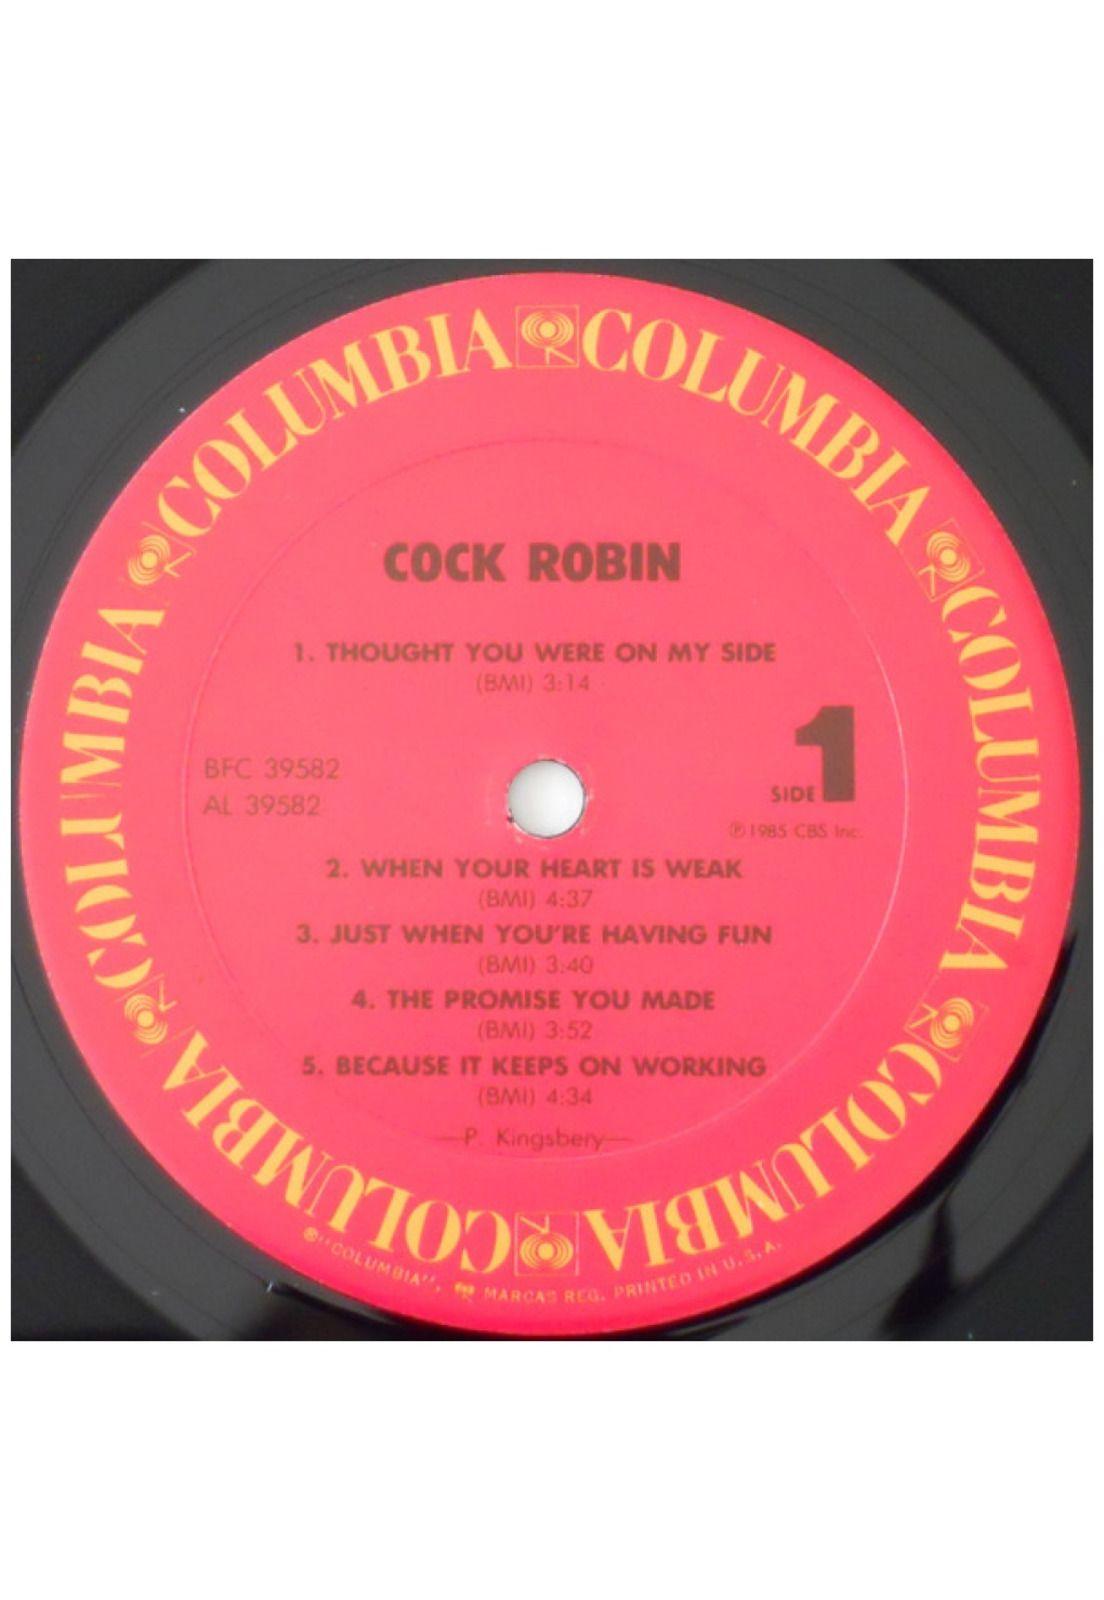 COLUMBIA COLUMBIA COLUMBIA COLUMBIA COLUMBIA COLUMBIA
COCK ROBIN
1. THOUGHT YOU WERE ON MY SIDE
(BMI) 3:14
BFC 39582
AL 39582
SIDE 1
℗ 1985 CBS Inc.
2. WHEN YOUR HEART IS WEAK
(BMI) 4:37
3. JUST WHEN YOU'RE HAVING FUN
(BMI) 3:40
4. THE PROMISE YOU MADE
(BMI) 3:52
5. BECAUSE IT KEEPS ON WORKING
(BMI) 4:34
—P. Kingsbery—
®"COLUMBIA", MARCAS REG. PRINTED IN U.S.A.